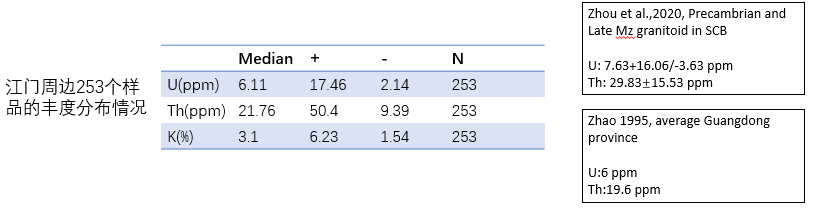 江门周边253个样
品的丰度分布情况
Median + - N
U(ppm) 6.11 17.46 2.14 253
Th(ppm) 21.76 50.4 9.39 253
K(%) 3.1 6.23 1.54 253
Zhou et al.,2020, Precambrian and
Late Mz granitoid in SCB
U: 7.63+16.06/-3.63 ppm
Th: 29.83±15.53 ppm
Zhao 1995, average Guangdong
province
U:6 ppm
Th:19.6 ppm